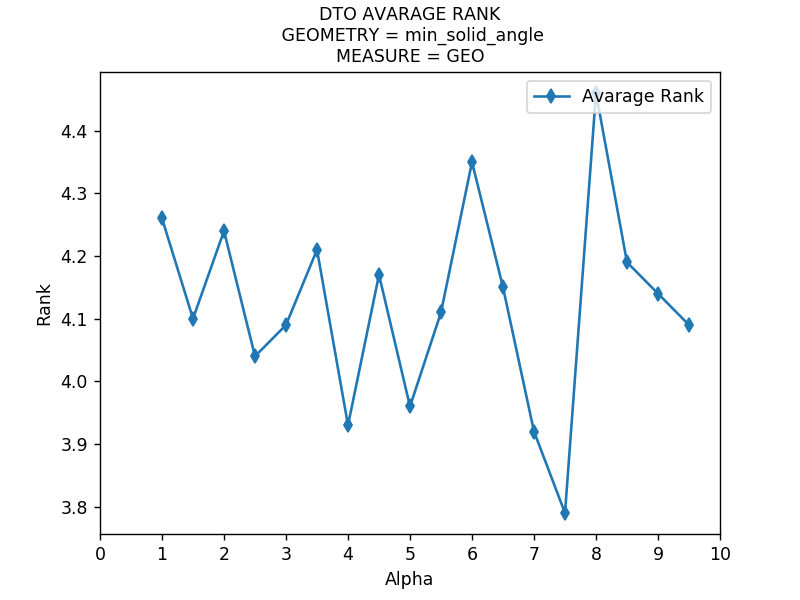 DTO AVARAGE RANK
GEOMETRY = min_solid_angle
MEASURE = GEO
Avarage Rank
4.4
4.3
4.2
4.1
4.0
3.9
3.8
Rank
0 1 2 3 4 5 6 7 8 9 10
Alpha